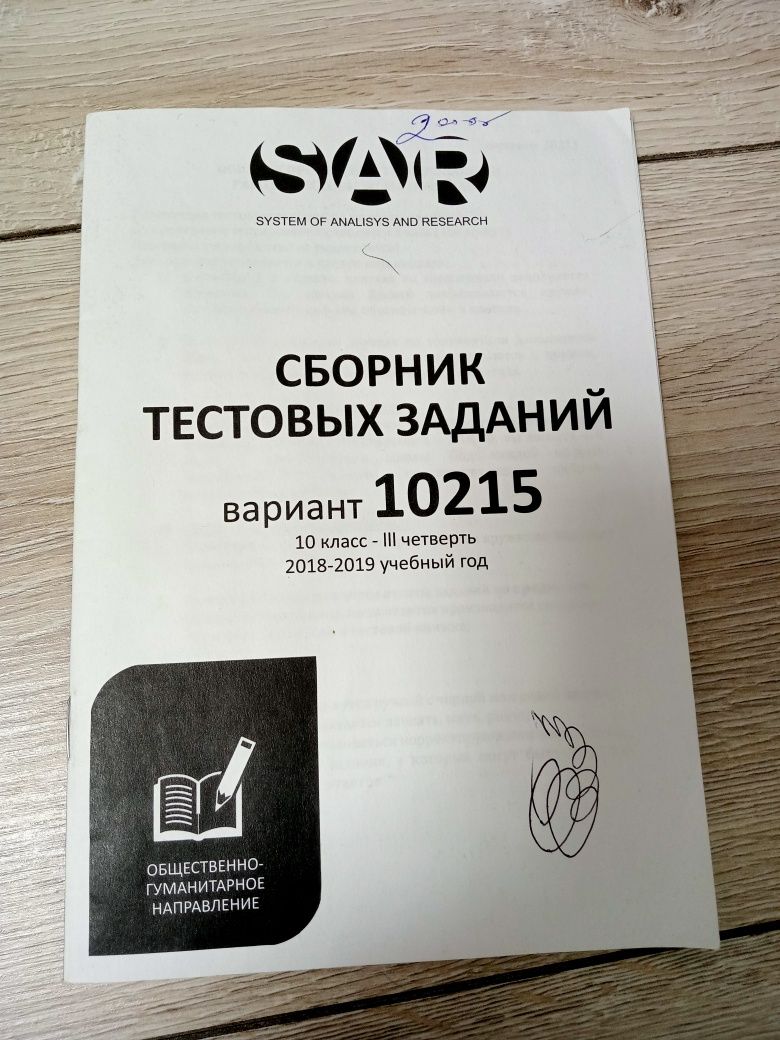 SAR
SYSTEM OF ANALISYS AND RESEARCH
СБОРНИК
ТЕСТОВЫХ ЗАДАНИЙ
вариант 10215
10 класс - III четверть
2018-2019 учебный год
ОБЩЕСТВЕННО-
ГУМАНИТАРНОЕ
НАПРАВЛЕНИЕ